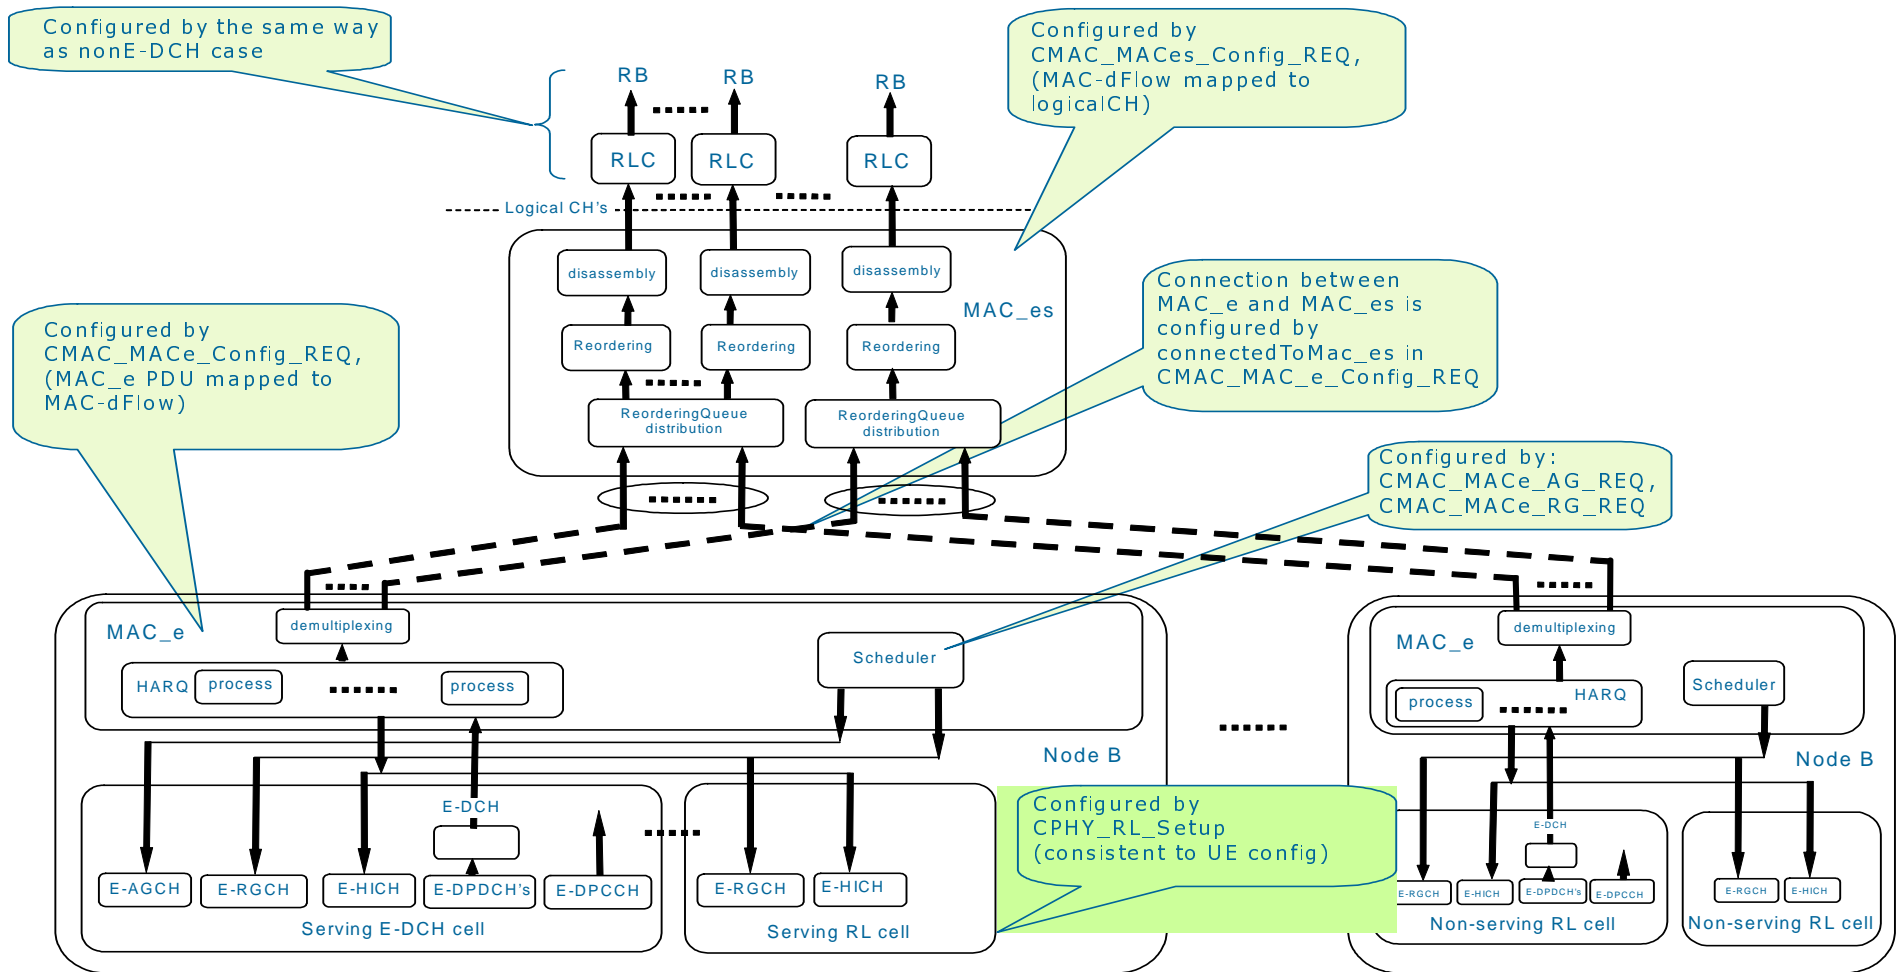 Configured by the same way
as nonE-DCH case
Configured by
CMAC_MACes_Config_REQ,
(MAC-dFlow mapped to
logicalCH)
RB
RB
RB
RLC
RLC
RLC
Logical CH's
disassembly
disassembly
disassembly
MAC_es
Reordering
Reordering
Reordering
ReorderingQueue
distribution
ReorderingQueue
distribution
Connection between
MAC_e and MAC_es is
configured by
connectedToMac_es in
CMAC_MAC_e_Config_REQ
Configured by
CMAC_MACe_Config_REQ,
(MAC_e PDU mapped to
MAC-dFlow)
Configured by:
CMAC_MACe_AG_REQ,
CMAC_MACe_RG_REQ
MAC_e
demultiplexing
Scheduler
HARQ
process
process
Node B
E-DCH
E-AGCH
E-RGCH
E-HICH
E-DPDCH's
E-DPCCH
Serving E-DCH cell
E-RGCH
E-HICH
Serving RL cell
Configured by
CPHY_RL_Setup
(consistent to UE config)
MAC_e
demultiplexing
Scheduler
process
HARQ
Node B
E-DCH
E-RGCH
E-HICH
E-DPDCH's
E-DPCCH
Non-serving RL cell
E-RGCH
E-HICH
Non-serving RL cell